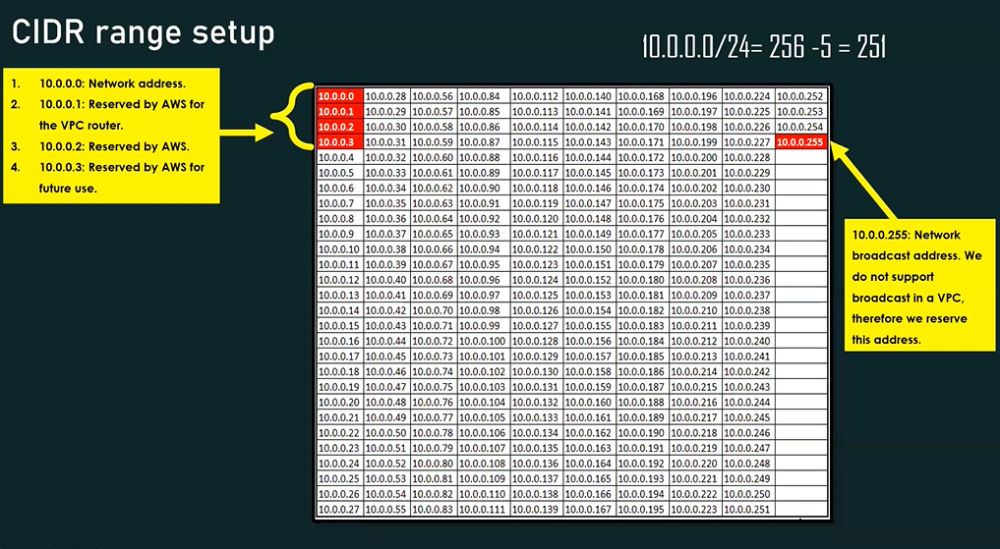 CIDR range setup
10.0.0.0/24= 256 -5 = 251
1. 10.0.0.0: Network address.
2. 10.0.0.1: Reserved by AWS for
the VPC router.
3. 10.0.0.2: Reserved by AWS.
4. 10.0.0.3: Reserved by AWS for
future use.
10.0.0.0 10.0.0.28 10.0.0.56 10.0.0.84 10.0.0.112 10.0.0.140 10.0.0.168 10.0.0.196 10.0.0.224 10.0.0.252
10.0.0.1 10.0.0.29 10.0.0.57 10.0.0.85 10.0.0.113 10.0.0.141 10.0.0.169 10.0.0.197 10.0.0.225 10.0.0.253
10.0.0.2 10.0.0.30 10.0.0.58 10.0.0.86 10.0.0.114 10.0.0.142 10.0.0.170 10.0.0.198 10.0.0.226 10.0.0.254
10.0.0.3 10.0.0.31 10.0.0.59 10.0.0.87 10.0.0.115 10.0.0.143 10.0.0.171 10.0.0.199 10.0.0.227 10.0.0.255
10.0.0.4 10.0.0.32 10.0.0.60 10.0.0.88 10.0.0.116 10.0.0.144 10.0.0.172 10.0.0.200 10.0.0.228
10.0.0.5 10.0.0.33 10.0.0.61 10.0.0.89 10.0.0.117 10.0.0.145 10.0.0.173 10.0.0.201 10.0.0.229
10.0.0.6 10.0.0.34 10.0.0.62 10.0.0.90 10.0.0.118 10.0.0.146 10.0.0.174 10.0.0.202 10.0.0.230
10.0.0.7 10.0.0.35 10.0.0.63 10.0.0.91 10.0.0.119 10.0.0.147 10.0.0.175 10.0.0.203 10.0.0.231
10.0.0.8 10.0.0.36 10.0.0.64 10.0.0.92 10.0.0.120 10.0.0.148 10.0.0.176 10.0.0.204 10.0.0.232
10.0.0.9 10.0.0.37 10.0.0.65 10.0.0.93 10.0.0.121 10.0.0.149 10.0.0.177 10.0.0.205 10.0.0.233
10.0.0.10 10.0.0.38 10.0.0.66 10.0.0.94 10.0.0.122 10.0.0.150 10.0.0.178 10.0.0.206 10.0.0.234
10.0.0.11 10.0.0.39 10.0.0.67 10.0.0.95 10.0.0.123 10.0.0.151 10.0.0.179 10.0.0.207 10.0.0.235
10.0.0.12 10.0.0.40 10.0.0.68 10.0.0.96 10.0.0.124 10.0.0.152 10.0.0.180 10.0.0.208 10.0.0.236
10.0.0.13 10.0.0.41 10.0.0.69 10.0.0.97 10.0.0.125 10.0.0.153 10.0.0.181 10.0.0.209 10.0.0.237
10.0.0.14 10.0.0.42 10.0.0.70 10.0.0.98 10.0.0.126 10.0.0.154 10.0.0.182 10.0.0.210 10.0.0.238
10.0.0.15 10.0.0.43 10.0.0.71 10.0.0.99 10.0.0.127 10.0.0.155 10.0.0.183 10.0.0.211 10.0.0.239
10.0.0.16 10.0.0.44 10.0.0.72 10.0.0.100 10.0.0.128 10.0.0.156 10.0.0.184 10.0.0.212 10.0.0.240
10.0.0.17 10.0.0.45 10.0.0.73 10.0.0.101 10.0.0.129 10.0.0.157 10.0.0.185 10.0.0.213 10.0.0.241
10.0.0.18 10.0.0.46 10.0.0.74 10.0.0.102 10.0.0.130 10.0.0.158 10.0.0.186 10.0.0.214 10.0.0.242
10.0.0.19 10.0.0.47 10.0.0.75 10.0.0.103 10.0.0.131 10.0.0.159 10.0.0.187 10.0.0.215 10.0.0.243
10.0.0.20 10.0.0.48 10.0.0.76 10.0.0.104 10.0.0.132 10.0.0.160 10.0.0.188 10.0.0.216 10.0.0.244
10.0.0.21 10.0.0.49 10.0.0.77 10.0.0.105 10.0.0.133 10.0.0.161 10.0.0.189 10.0.0.217 10.0.0.245
10.0.0.22 10.0.0.50 10.0.0.78 10.0.0.106 10.0.0.134 10.0.0.162 10.0.0.190 10.0.0.218 10.0.0.246
10.0.0.23 10.0.0.51 10.0.0.79 10.0.0.107 10.0.0.135 10.0.0.163 10.0.0.191 10.0.0.219 10.0.0.247
10.0.0.24 10.0.0.52 10.0.0.80 10.0.0.108 10.0.0.136 10.0.0.164 10.0.0.192 10.0.0.220 10.0.0.248
10.0.0.25 10.0.0.53 10.0.0.81 10.0.0.109 10.0.0.137 10.0.0.165 10.0.0.193 10.0.0.221 10.0.0.249
10.0.0.26 10.0.0.54 10.0.0.82 10.0.0.110 10.0.0.138 10.0.0.166 10.0.0.194 10.0.0.222 10.0.0.250
10.0.0.27 10.0.0.55 10.0.0.83 10.0.0.111 10.0.0.139 10.0.0.167 10.0.0.195 10.0.0.223 10.0.0.251
10.0.0.255: Network
broadcast address. We
do not support
broadcast in a VPC,
therefore we reserve
this address.